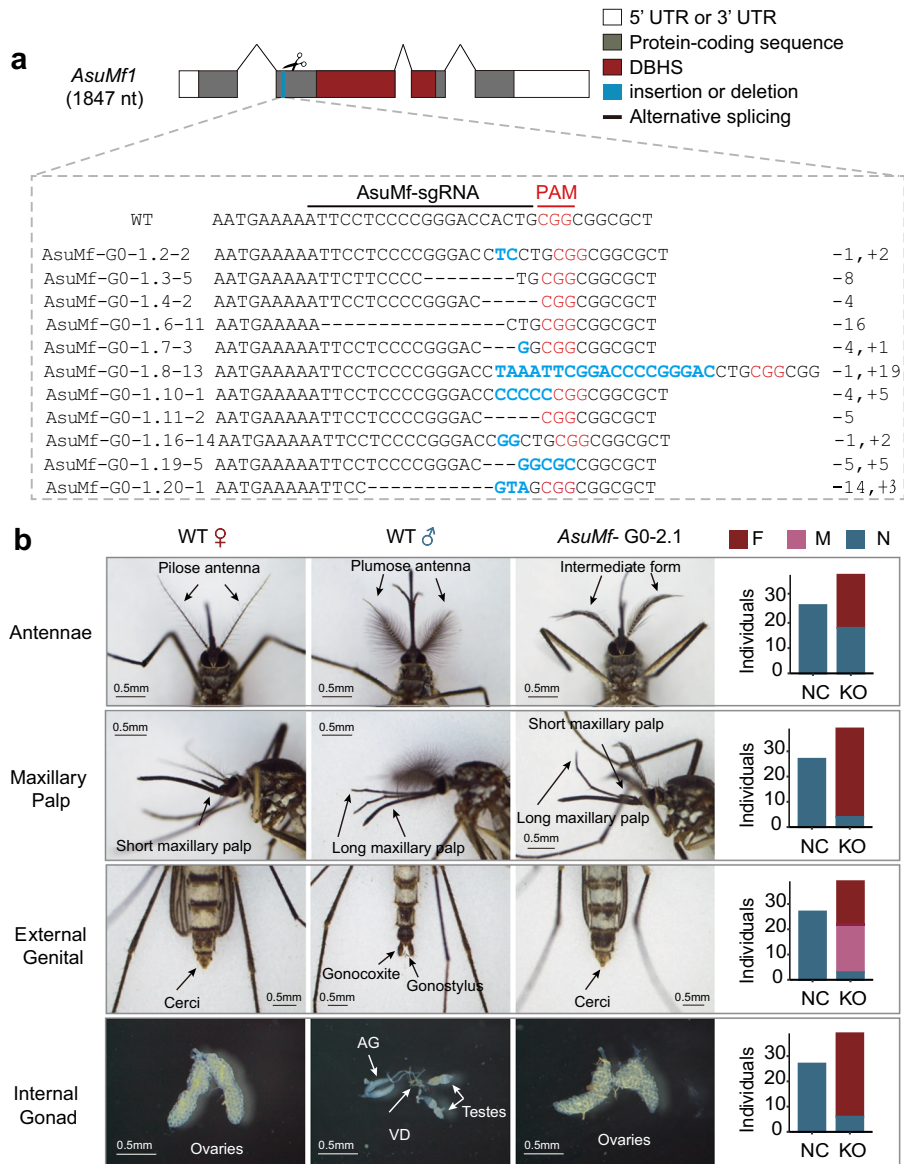 a
AsuMf1
(1847 nt)
5' UTR or 3' UTR
Protein-coding sequence
DBHS
insertion or deletion
Alternative splicing
AsuMf-sgRNA PAM
WT AATGAAAAATTCCTCCCCGGGACCACTGCGGCGGCGCT
AsuMf-G0-1.2-2 AATGAAAAATTCCTCCCCGGGACCTCCTGCGGCGGCGCT -1,+2
AsuMf-G0-1.3-5 AATGAAAAATTCTTCCCC--------TGCGGCGGCGCT -8
AsuMf-G0-1.4-2 AATGAAAAATTCCTCCCCGGGAC-----CGGCGGCGCT -4
AsuMf-G0-1.6-11 AATGAAAAA----------------CTGCGGCGGCGCT -16
AsuMf-G0-1.7-3 AATGAAAAATTCCTCCCCGGGAC---GGCGGCGGCGCT -4,+1
AsuMf-G0-1.8-13 AATGAAAAATTCCTCCCCGGGACCTAAATTCGGACCCCGGGACCTGCGGCGG -1,+19
AsuMf-G0-1.10-1 AATGAAAAATTCCTCCCCGGGACCCCCCCCGGCGGCGCT -4,+5
AsuMf-G0-1.11-2 AATGAAAAATTCCTCCCCGGGAC-----CGGCGGCGCT -5
AsuMf-G0-1.16-14 AATGAAAAATTCCTCCCCGGGACCGGCTGCGGCGGCGCT -1,+2
AsuMf-G0-1.19-5 AATGAAAAATTCCTCCCCGGGAC---GGCGCCGGCGGCGCT -5,+5
AsuMf-G0-1.20-1 AATGAAAAATTCC-----------GTAGCGGCGGCGCT -14,+3
b
WT ♀ WT ♂ AsuMf- G0-2.1 F M N
Antennae
Pilose antenna
0.5mm
Plumose antenna
0.5mm
Intermediate form
0.5mm
Individuals
30
20
10
0
NC KO
Maxillary
Palp
0.5mm
Short maxillary palp
0.5mm
Long maxillary palp
Short maxillary palp
Long maxillary palp
0.5mm
Individuals
30
20
10
0
NC KO
External
Genital
Cerci
0.5mm
Gonocoxite
Gonostylus
0.5mm
Cerci
0.5mm
Individuals
30
20
10
0
NC KO
Internal
Gonad
0.5mm
Ovaries
AG
VD
Testes
0.5mm
0.5mm
Ovaries
Individuals
30
20
10
0
NC KO